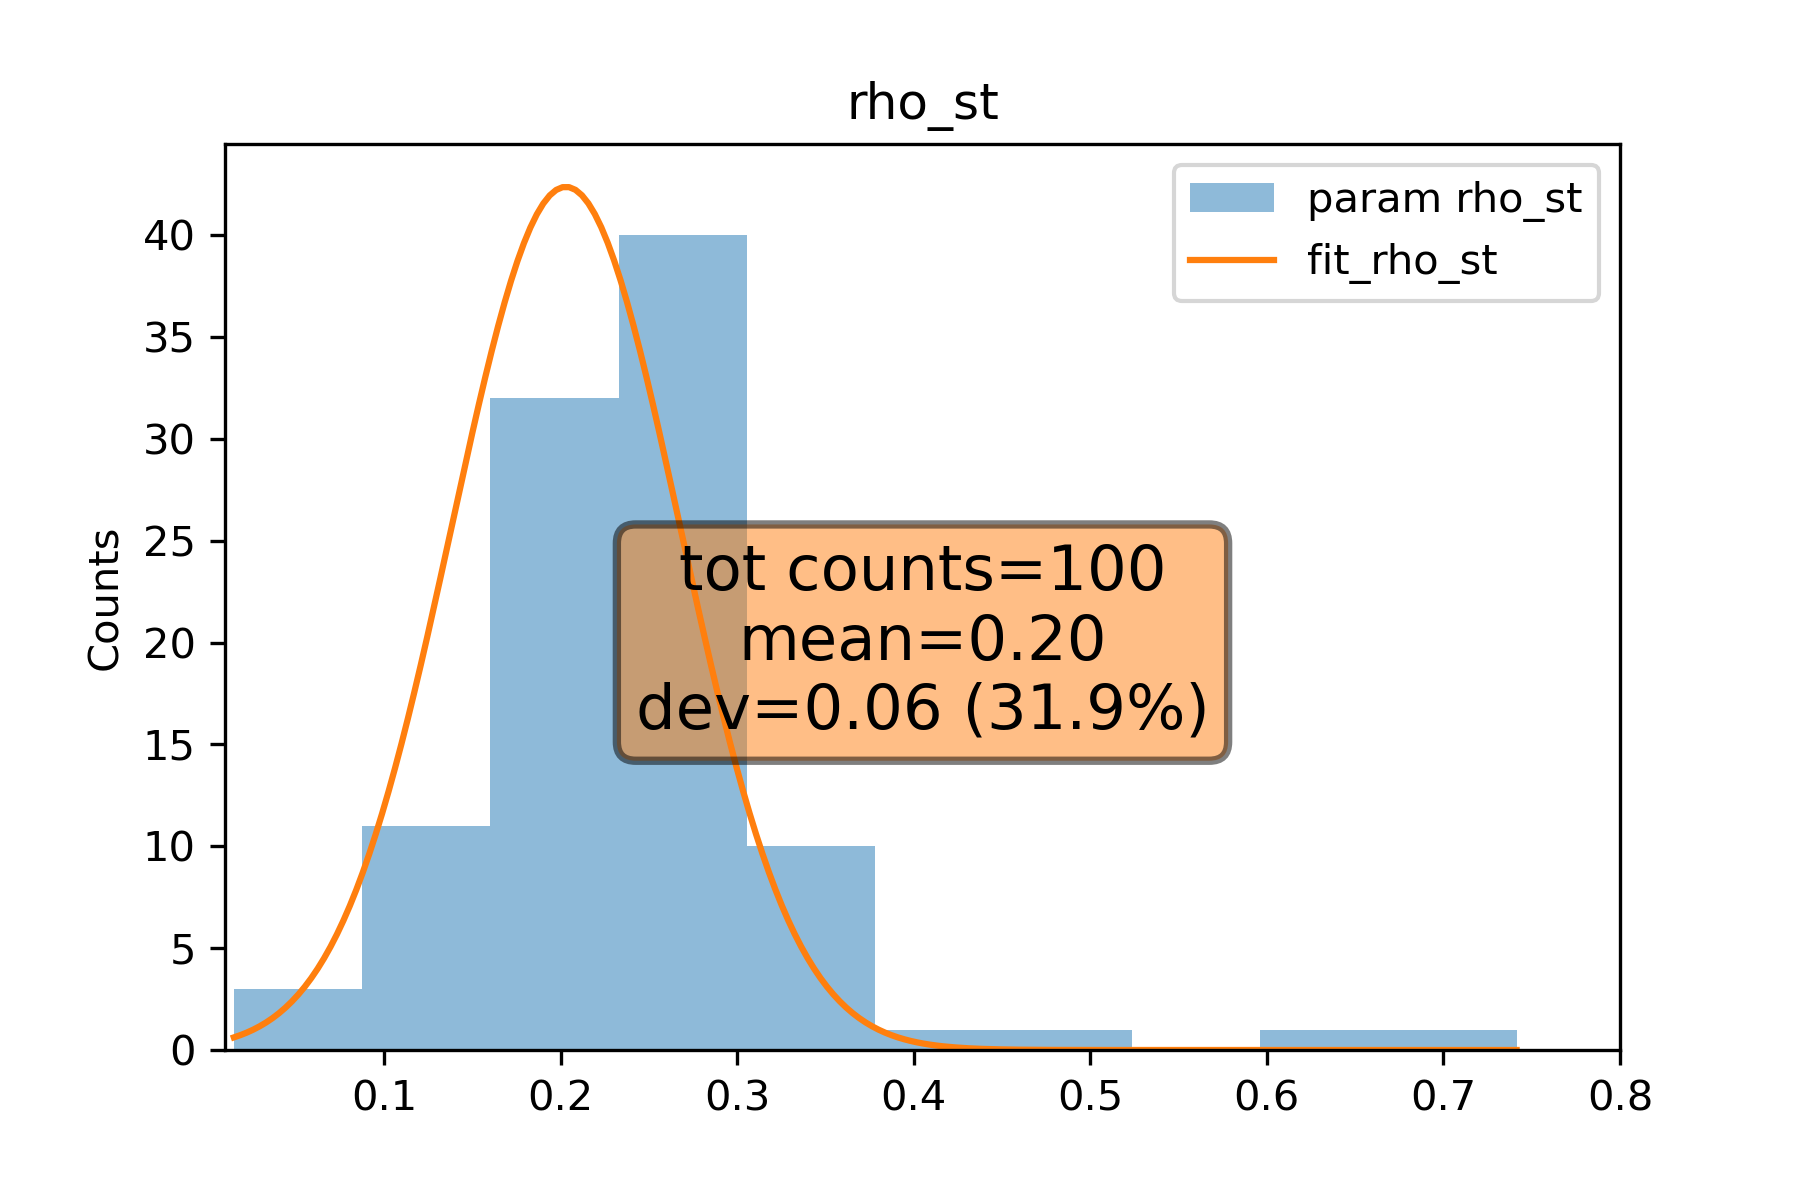 rho_st
param rho_st
fit_rho_st
Counts
40
35
30
25
20
15
10
5
0
tot counts=100
mean=0.20
dev=0.06 (31.9%)
0.1 0.2 0.3 0.4 0.5 0.6 0.7 0.8